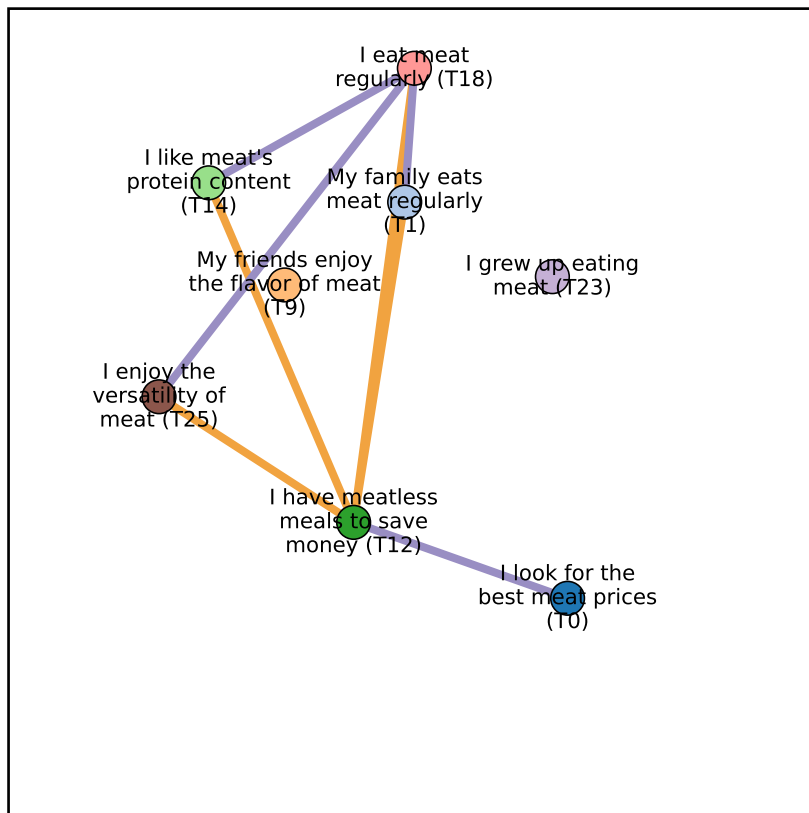 I eat meat
regularly (T18)
I like meat's
protein content
(T14)
My family eats
meat regularly
(T1)
My friends enjoy
the flavor of meat
(T9)
I grew up eating
meat (T23)
I enjoy the
versatility of
meat (T25)
I have meatless
meals to save
money (T12)
I look for the
best meat prices
(T0)